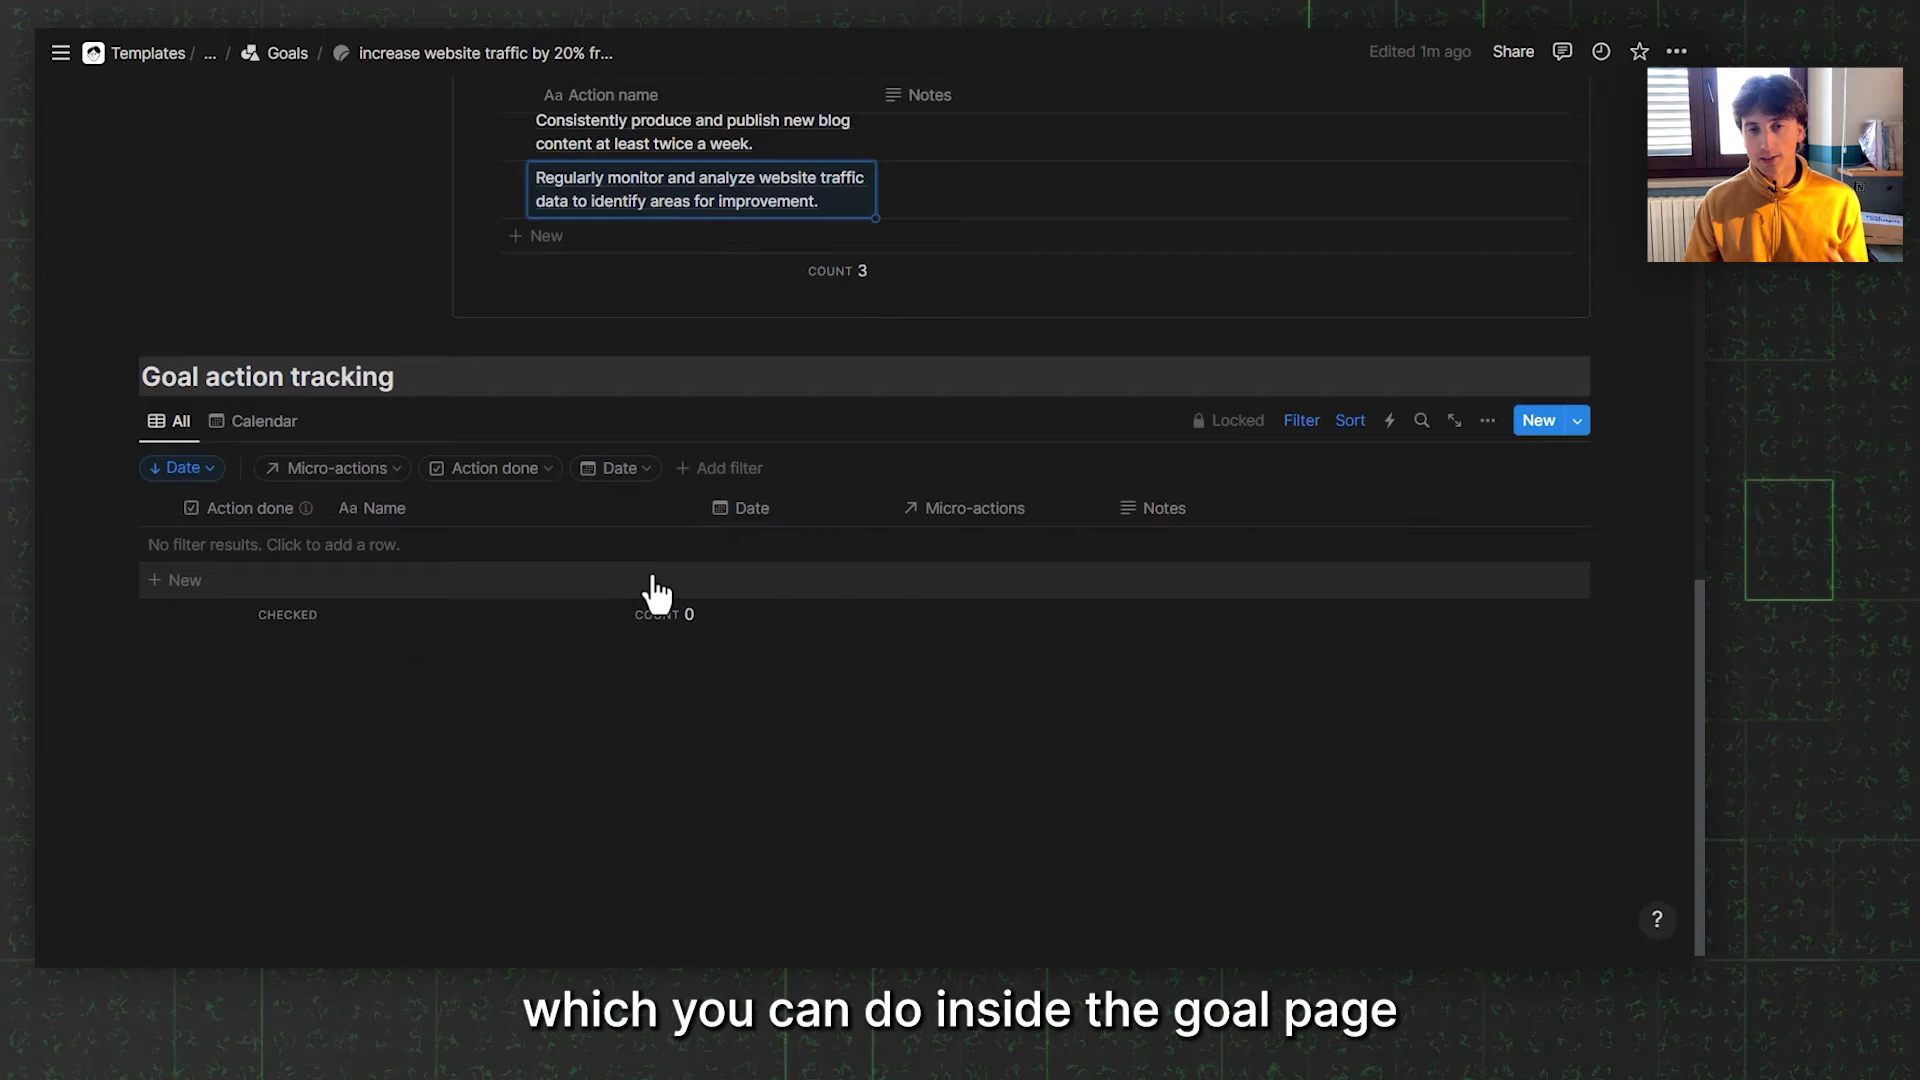 Templates / ... / Goals / increase website traffic by 20% fr...
Edited 1m ago Share
Aa Action name Notes
Consistently produce and publish new blog
content at least twice a week.
Regularly monitor and analyze website traffic
data to identify areas for improvement.
+ New
COUNT 3
Goal action tracking
All Calendar
Locked Filter Sort New
Date Micro-actions Action done Date + Add filter
Action done Aa Name Date Micro-actions Notes
No filter results. Click to add a row.
+ New
CHECKED COUNT 0
?
which you can do inside the goal page